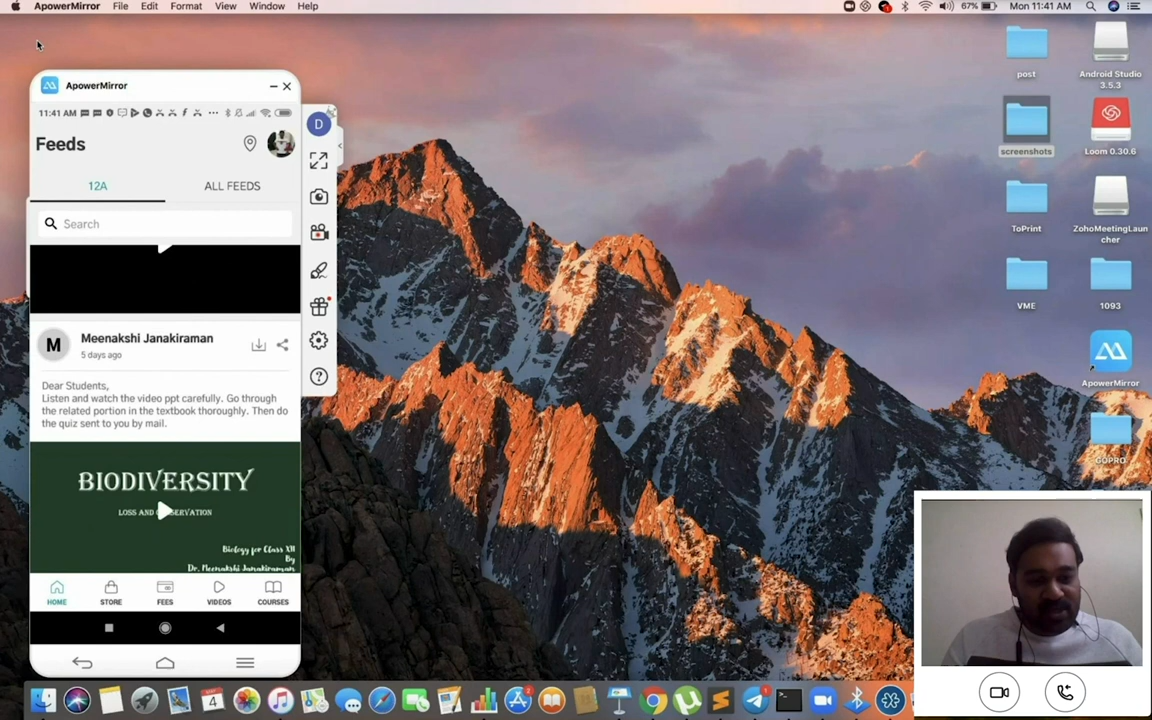 ApowerMirror File Edit Format View Window Help
67% Mon 11:41 AM
ApowerMirror
11:41 AM
Feeds
D
12A ALL FEEDS
Search
M
Meenakshi Janakiraman
5 days ago
Dear Students,
Listen and watch the video ppt carefully. Go through
the related portion in the textbook thoroughly. Then do
the quiz sent to you by mail.
BIODIVERSITY
Biology for Class XII
By
Dr. Meenakshi Janakiraman
HOME STORE FEES VIDEOS COURSES
post
Android Studio
3.5.3
screenshots
Loom 0.30.6
ToPrint
ZohoMeetingLaun
cher
VME
1093
ApowerMirror
GOPRO
4